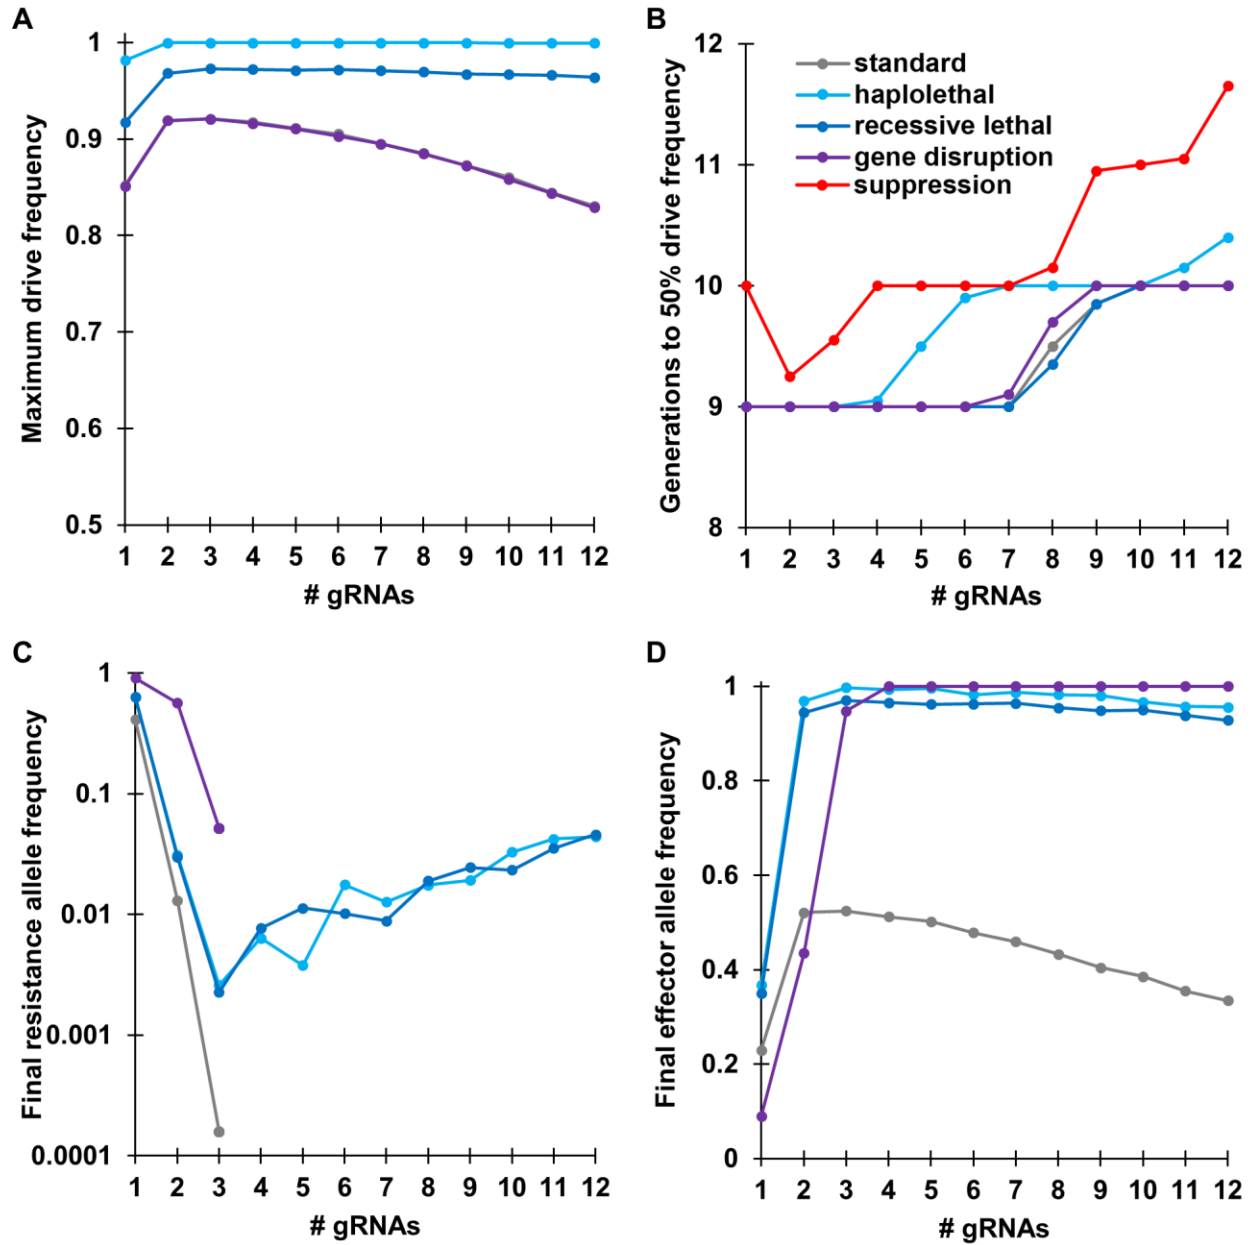 A
Maximum drive frequency
1
0.9
0.8
0.7
0.6
0.5
1 2 3 4 5 6 7 8 9 10 11 12
# gRNAs
B
Generations to 50% drive frequency
12
11
10
9
8
standard
haplolethal
recessive lethal
gene disruption
suppression
1 2 3 4 5 6 7 8 9 10 11 12
# gRNAs
C
Final resistance allele frequency
1
0.1
0.01
0.001
0.0001
1 2 3 4 5 6 7 8 9 10 11 12
# gRNAs
D
Final effector allele frequency
1
0.8
0.6
0.4
0.2
0
1 2 3 4 5 6 7 8 9 10 11 12
# gRNAs